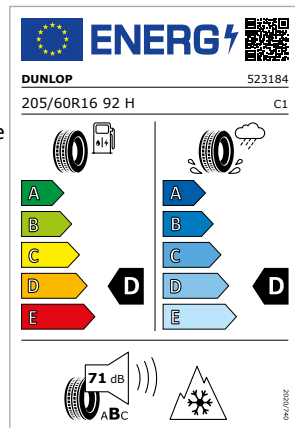 e
ENERG
DUNLOP 523184
205/60R16 92 H C1
A A
B B
C C
D D D D
E E
71 dB
ABC
2020/740